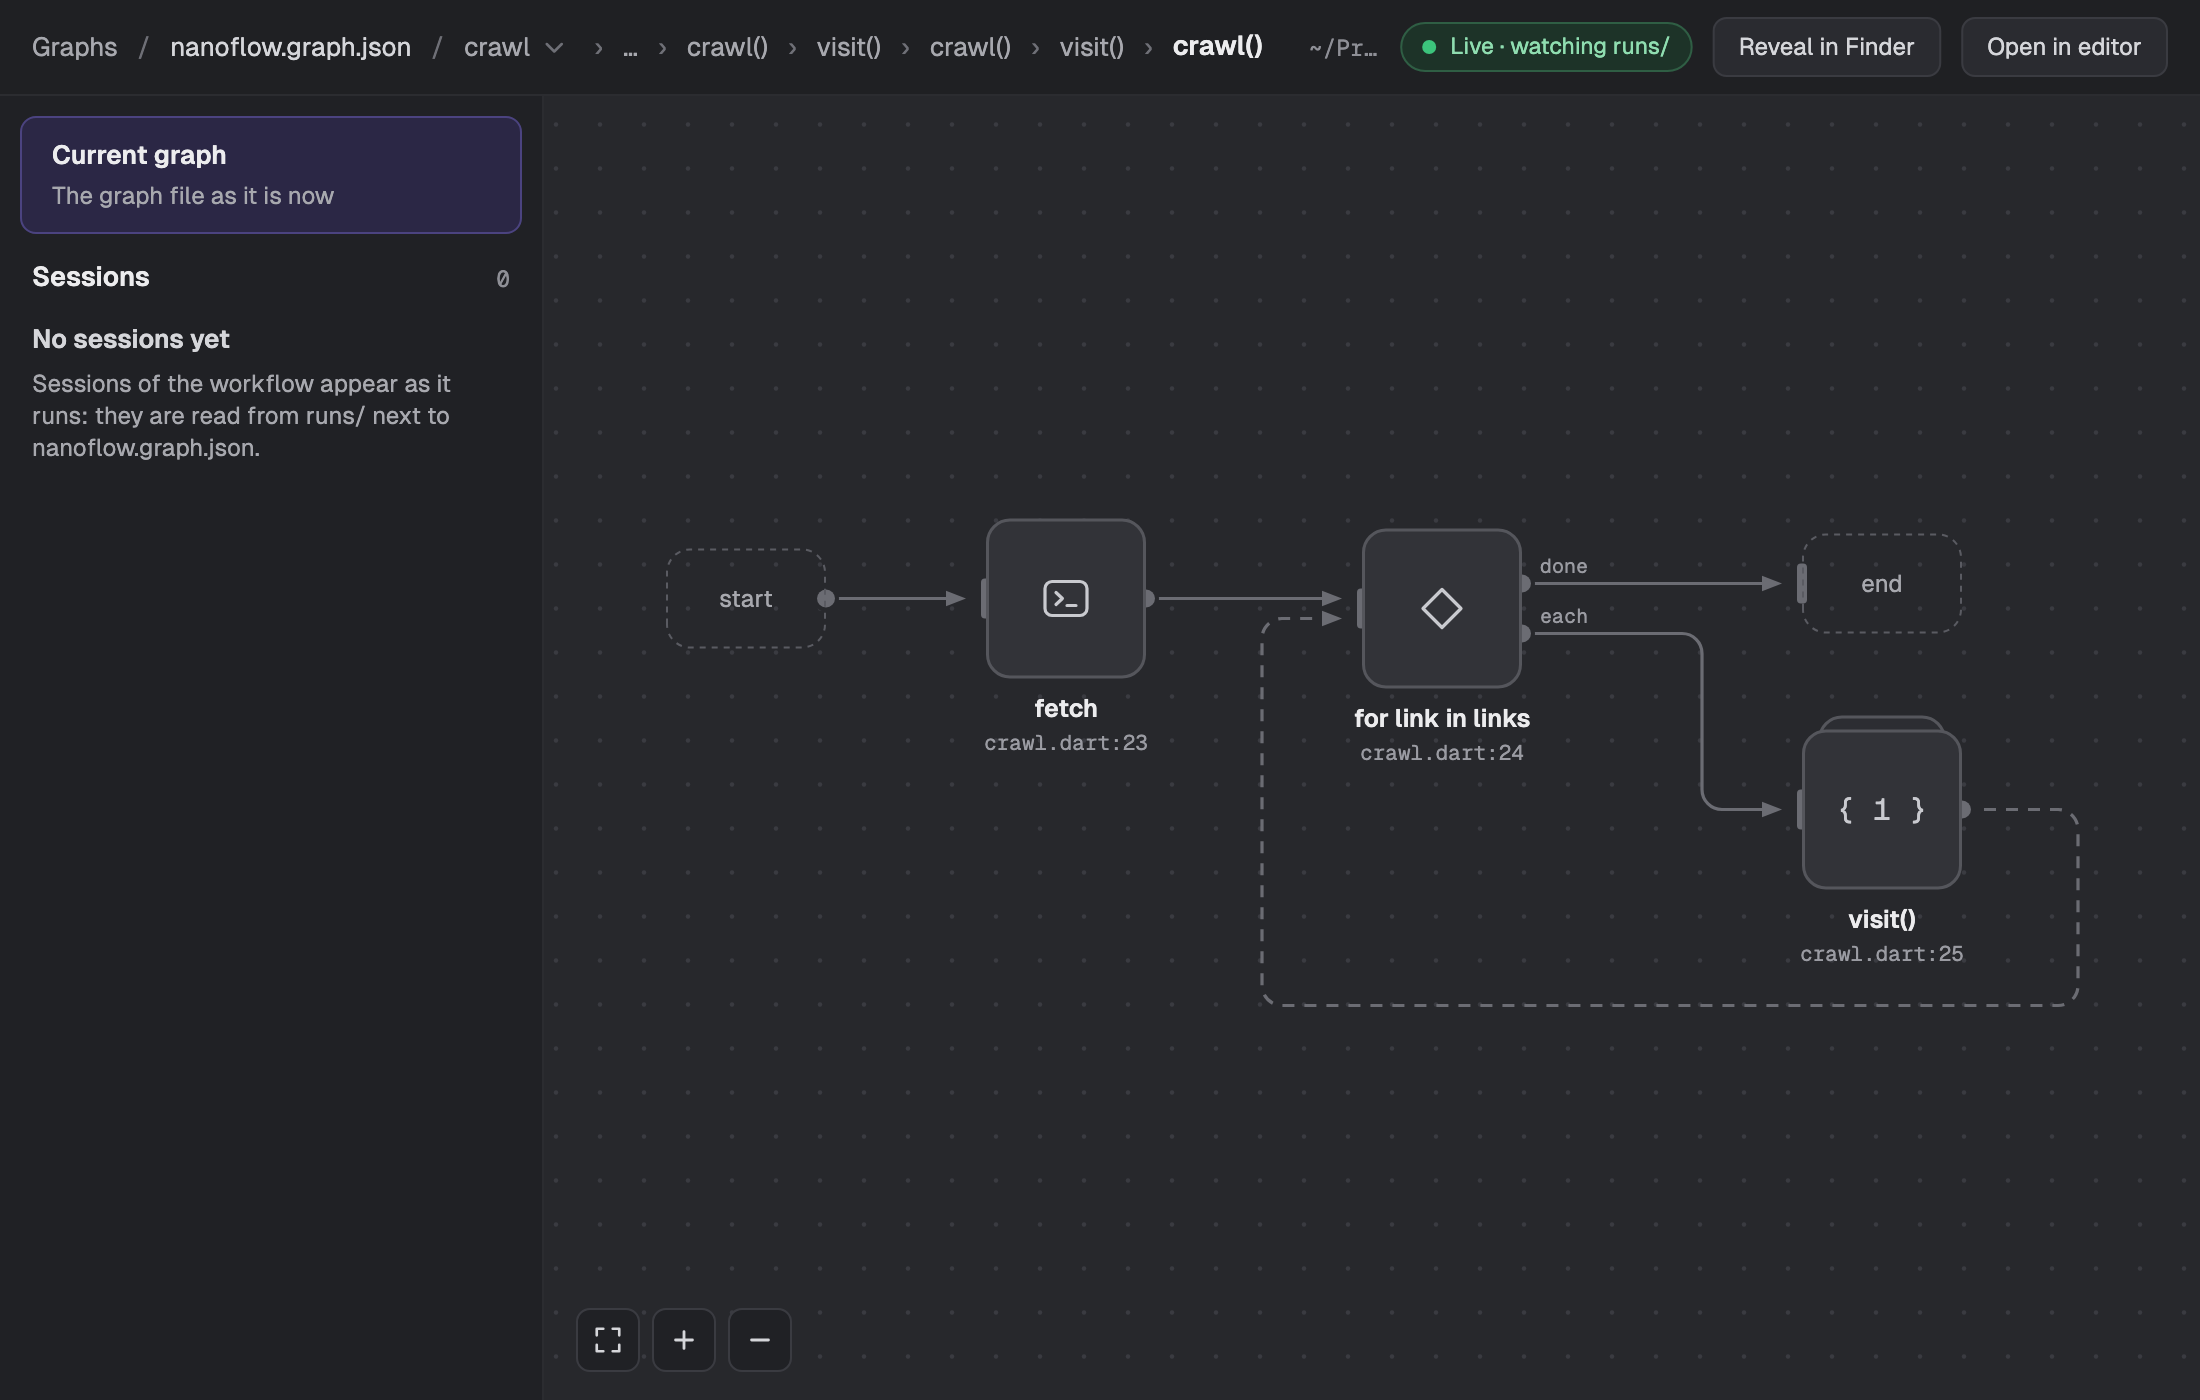 Graphs / nanoflow.graph.json / crawl › … › crawl() › visit() › crawl() › visit() › crawl() ~/Pr… Live · watching runs/ Reveal in Finder Open in editor
Current graph
The graph file as it is now
Sessions 0
No sessions yet
Sessions of the workflow appear as it
runs: they are read from runs/ next to
nanoflow.graph.json.
start
fetch
crawl.dart:23
for link in links
crawl.dart:24
done
each
end
{ 1 }
visit()
crawl.dart:25